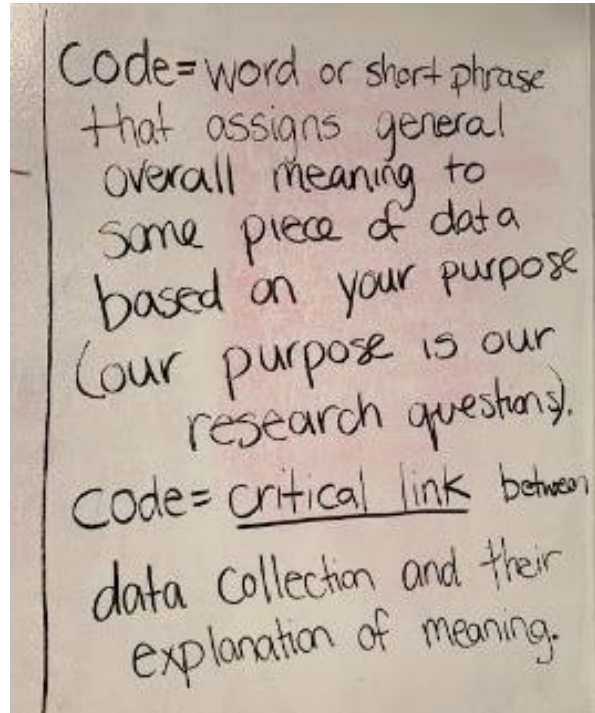 Code= word or short phrase
that assigns general
overall meaning to
some piece of data
based on your purpose
(our purpose is our
research questions).
Code= critical link between
data collection and their
explanation of meaning.